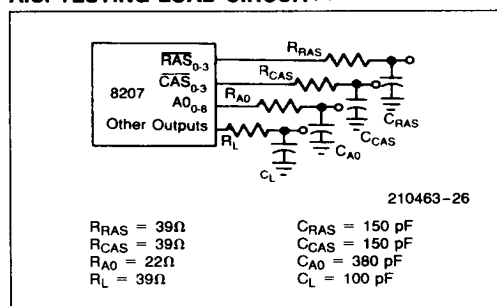 A.C. TESTING LOAD CIRCUIT
8207
RAS0-3
CAS0-3
A00-8
Other Outputs
RRAS
RCAS
RA0
RL
CRAS
CCAS
CA0
CL
210463-26
RRAS = 39Ω
RCAS = 39Ω
RA0 = 22Ω
RL = 39Ω
CRAS = 150 pF
CCAS = 150 pF
CA0 = 380 pF
CL = 100 pF